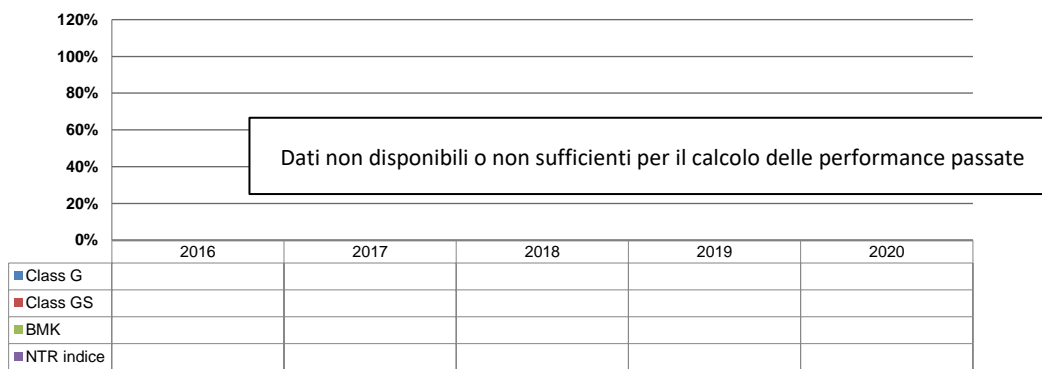 120%
100%
80%
60%
Dati non disponibili o non sufficienti per il calcolo delle performance passate
40%
20%
0%
2016 2017 2018 2019 2020
Class G
Class GS
BMK
NTR indice